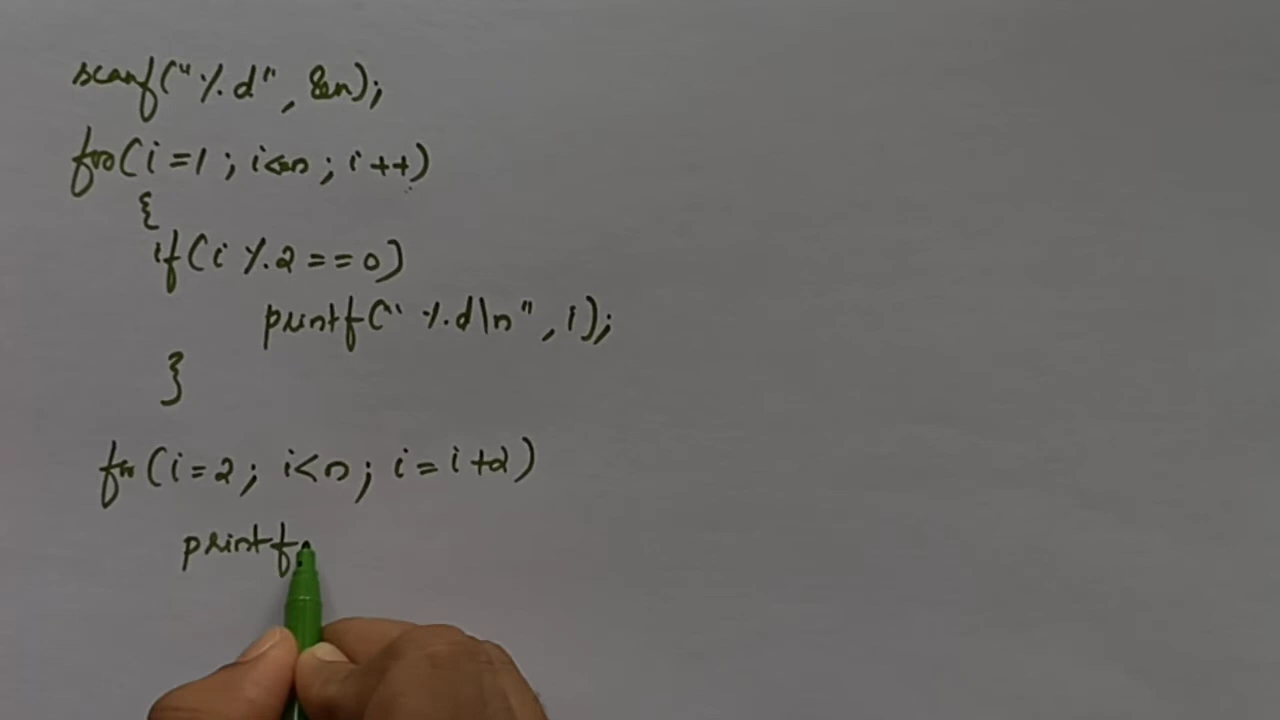 scanf("%d", &n);
for(i=1; i<=n; i++)
{
if(i%2==0)
printf("%d\n", i);
}
for(i=2; i<n; i=i+2)
printf